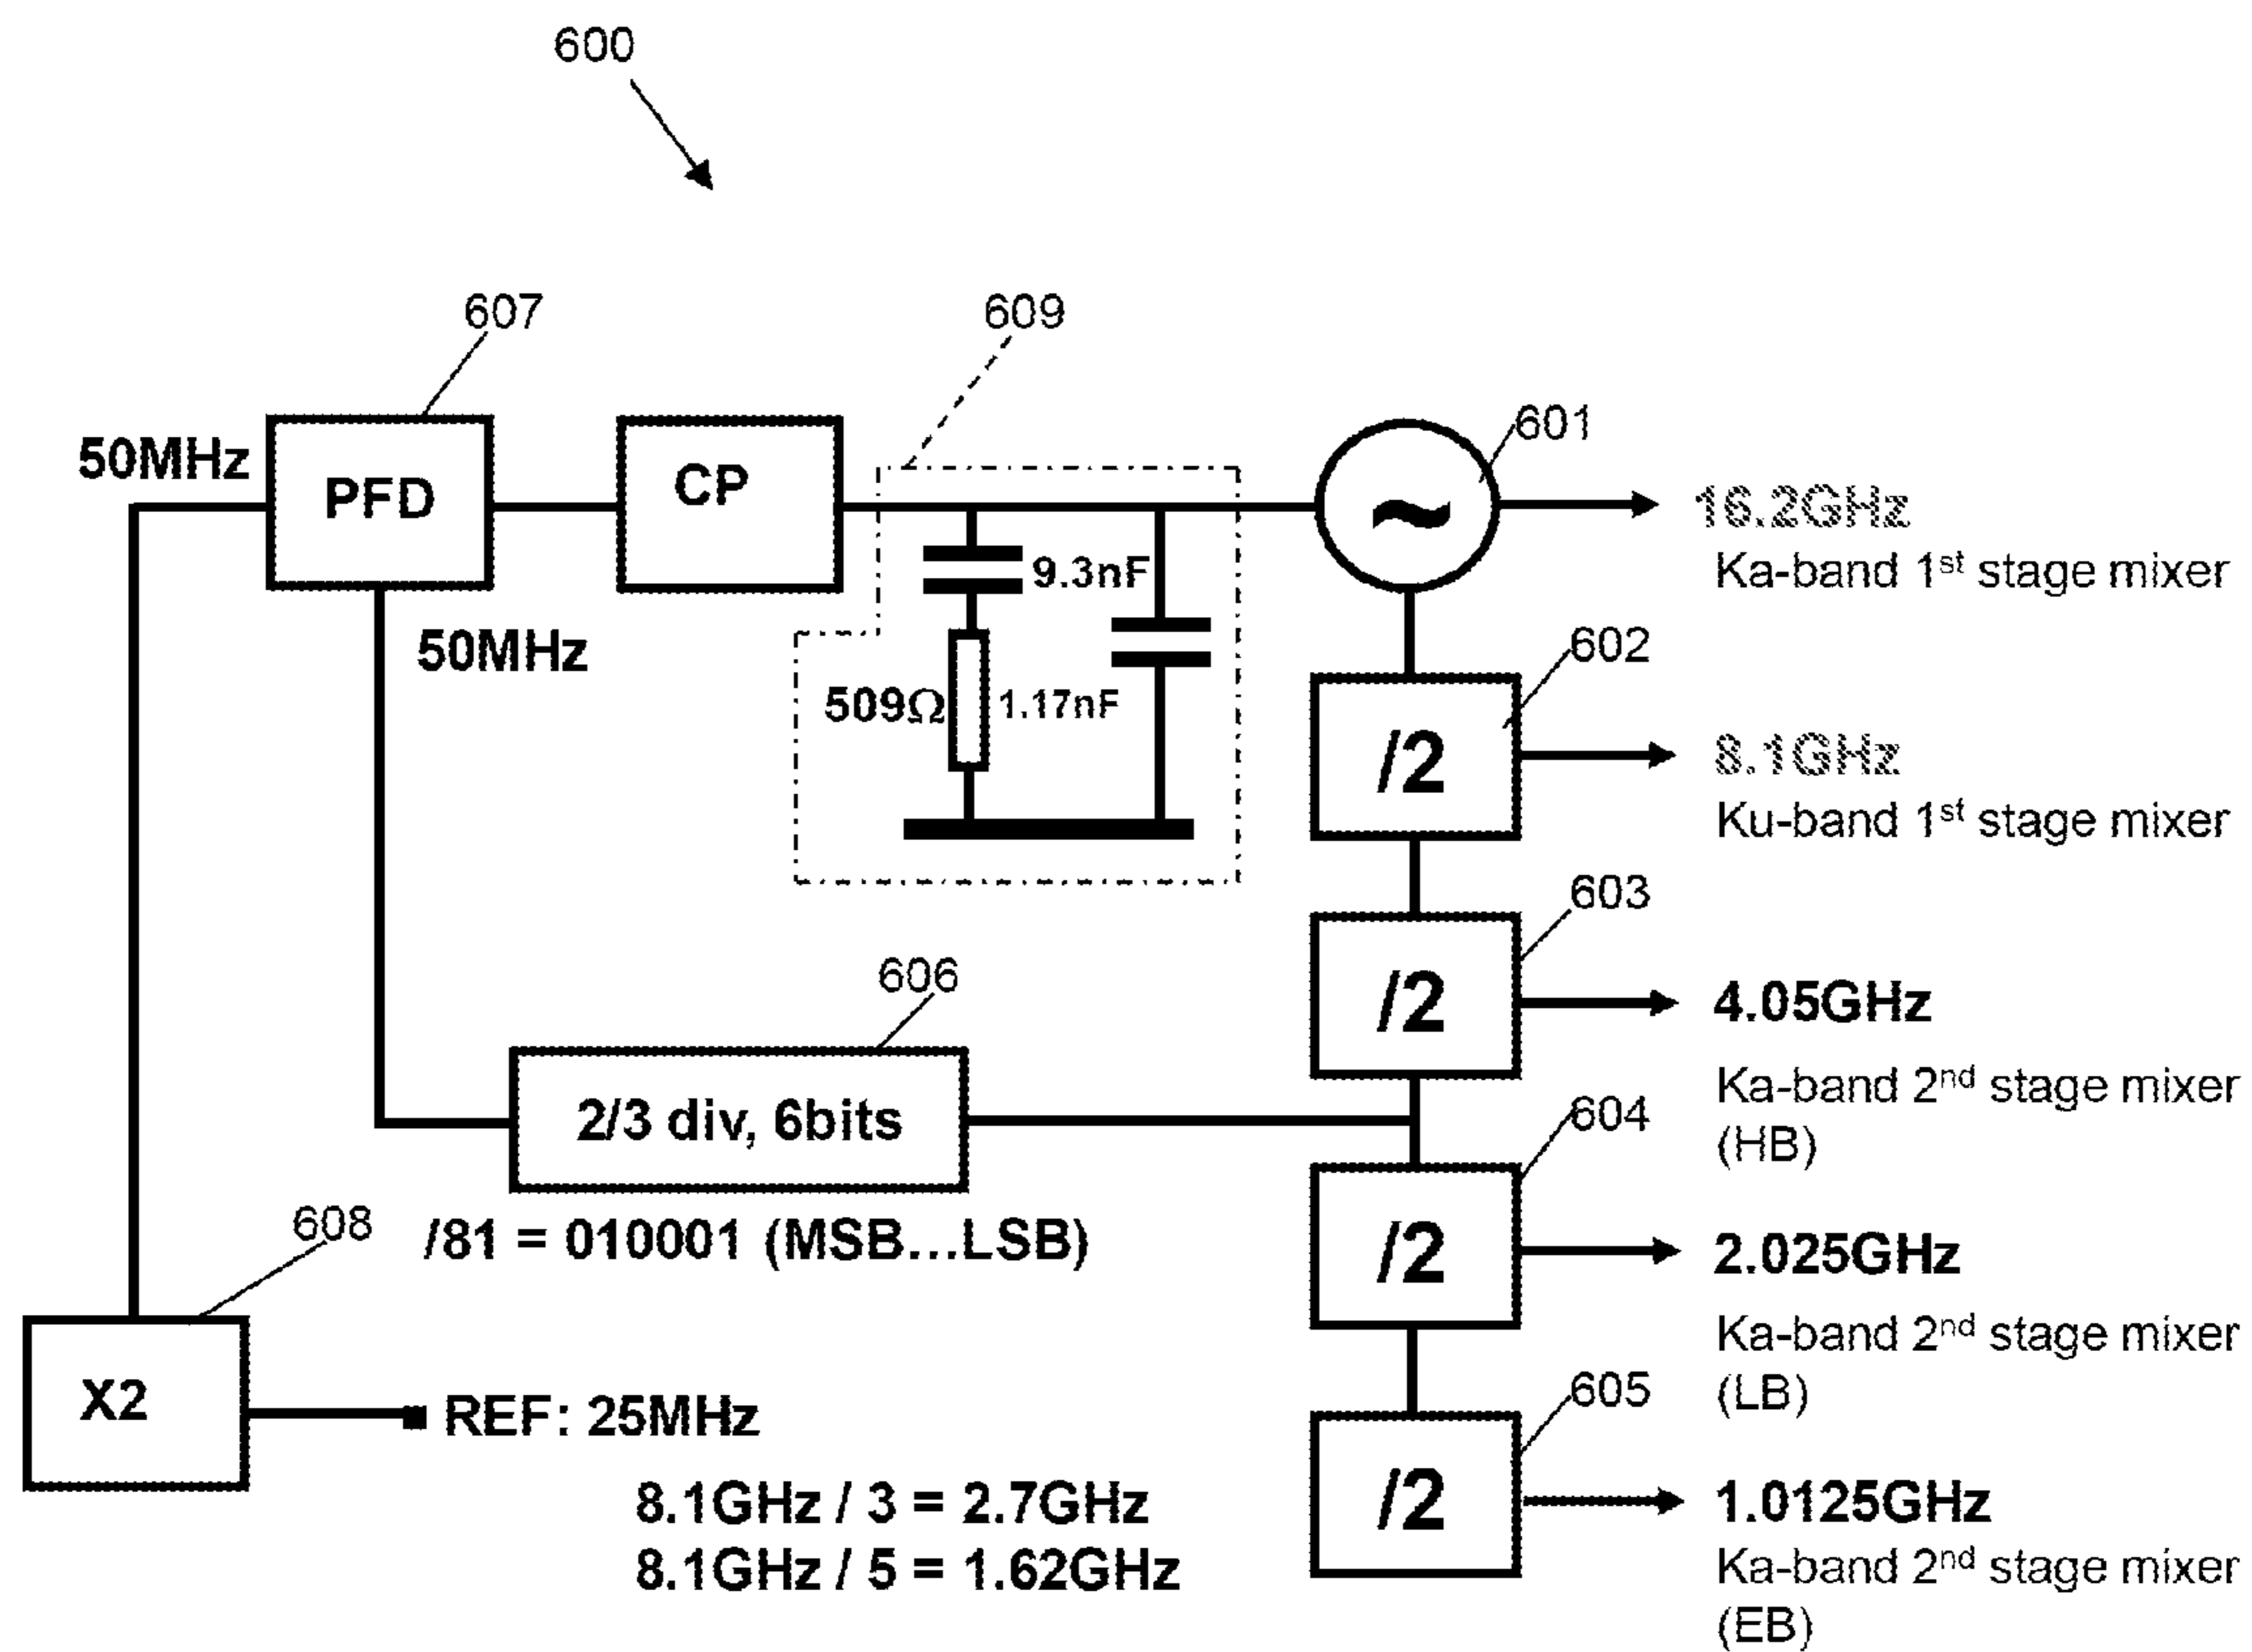 600
607
609
601
50MHz
PFD
CP
~
16.2GHz
Ka-band 1st stage mixer
9.3nF
50MHz
602
509Ω
1.17nF
/2
8.1GHz
Ku-band 1st stage mixer
603
606
/2
4.05GHz
Ka-band 2nd stage mixer
(HB)
2/3 div, 6bits
604
608
/81 = 010001 (MSB...LSB)
/2
2.025GHz
Ka-band 2nd stage mixer
(LB)
X2
REF: 25MHz
605
8.1GHz / 3 = 2.7GHz
8.1GHz / 5 = 1.62GHz
/2
1.0125GHz
Ka-band 2nd stage mixer
(EB)